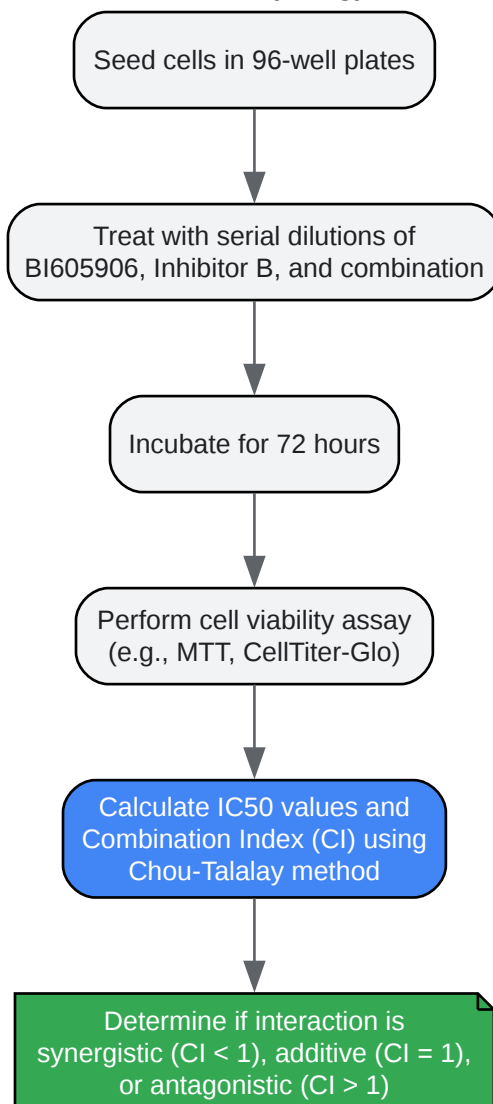 Seed cells in 96-well plates
Treat with serial dilutions of
BI605906, Inhibitor B, and combination
Incubate for 72 hours
Perform cell viability assay
(e.g., MTT, CellTiter-Glo)
Calculate IC50 values and
Combination Index (CI) using
Chou-Talalay method
Determine if interaction is
synergistic (CI < 1), additive (CI = 1),
or antagonistic (CI > 1)